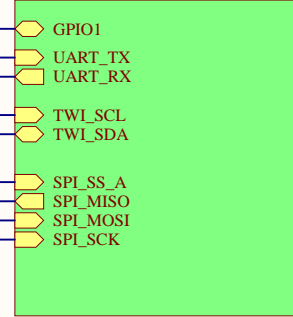 GPIO1
UART_TX
UART_RX
TWI_SCL
TWI_SDA
SPI_SS_A
SPI_MISO
SPI_MOSI
SPI_SCK